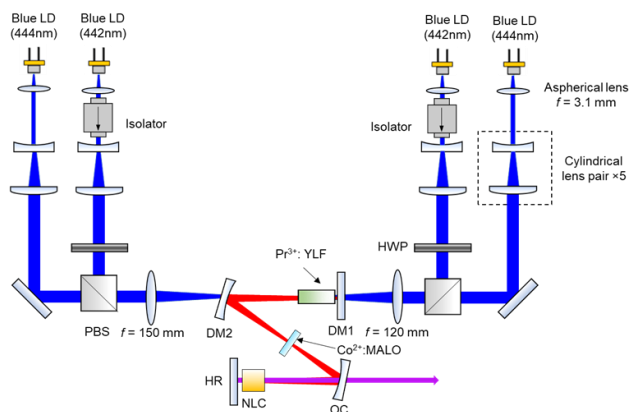 Blue LD
(444nm)
Blue LD
(442nm)
Blue LD
(442nm)
Blue LD
(444nm)
Isolator
Isolator
Aspherical lens
f = 3.1 mm
Cylindrical
lens pair ×5
HWP
Pr³⁺: YLF
PBS
f = 150 mm
DM2
DM1
f = 120 mm
Co²⁺:MALO
HR
NLC
OC